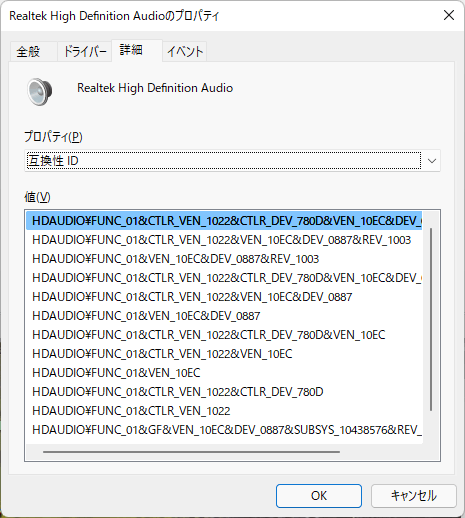 Realtek High Definition Audioのプロパティ
全般 ドライバー 詳細 イベント
Realtek High Definition Audio
プロパティ(P)
互換性 ID
値(V)
HDAUDIO¥FUNC_01&CTLR_VEN_1022&CTLR_DEV_780D&VEN_10EC&DEV_
HDAUDIO¥FUNC_01&CTLR_VEN_1022&VEN_10EC&DEV_0887&REV_1003
HDAUDIO¥FUNC_01&VEN_10EC&DEV_0887&REV_1003
HDAUDIO¥FUNC_01&CTLR_VEN_1022&CTLR_DEV_780D&VEN_10EC&DEV_
HDAUDIO¥FUNC_01&CTLR_VEN_1022&VEN_10EC&DEV_0887
HDAUDIO¥FUNC_01&VEN_10EC&DEV_0887
HDAUDIO¥FUNC_01&CTLR_VEN_1022&CTLR_DEV_780D&VEN_10EC
HDAUDIO¥FUNC_01&CTLR_VEN_1022&VEN_10EC
HDAUDIO¥FUNC_01&VEN_10EC
HDAUDIO¥FUNC_01&CTLR_VEN_1022&CTLR_DEV_780D
HDAUDIO¥FUNC_01&CTLR_VEN_1022
HDAUDIO¥FUNC_01&GF&VEN_10EC&DEV_0887&SUBSYS_10438576&REV_
OK キャンセル